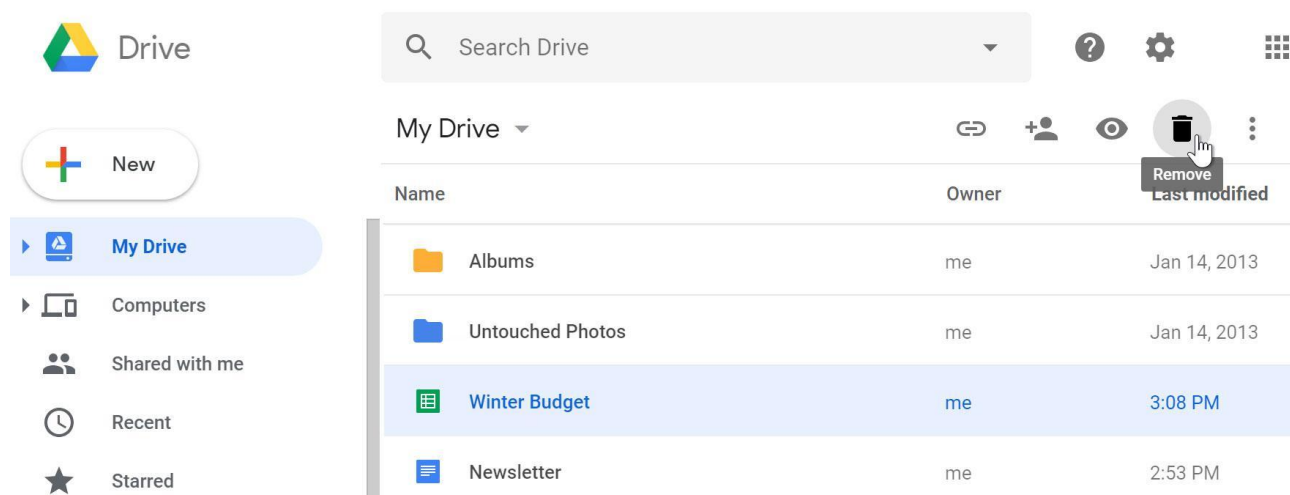 Drive
Search Drive
My Drive
New
Remove
Name Owner Last modified
My Drive
Albums me Jan 14, 2013
Computers
Untouched Photos me Jan 14, 2013
Shared with me
Winter Budget me 3:08 PM
Recent
Newsletter me 2:53 PM
Starred